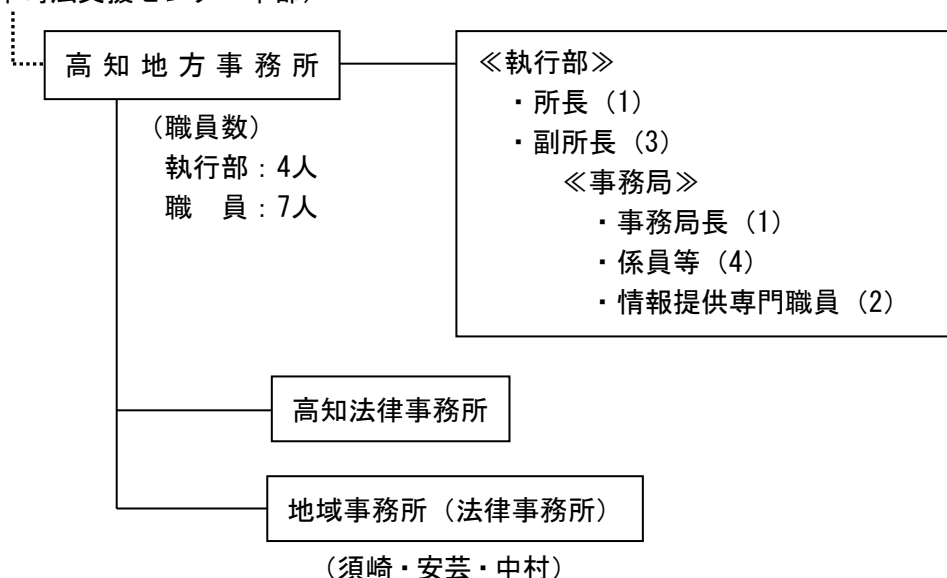 高知地方事務所
（職員数）
執行部：4人
職　員：7人
≪執行部≫
・所長（1）
・副所長（3）
≪事務局≫
・事務局長（1）
・係員等（4）
・情報提供専門職員（2）
高知法律事務所
地域事務所（法律事務所）
（須崎・安芸・中村）